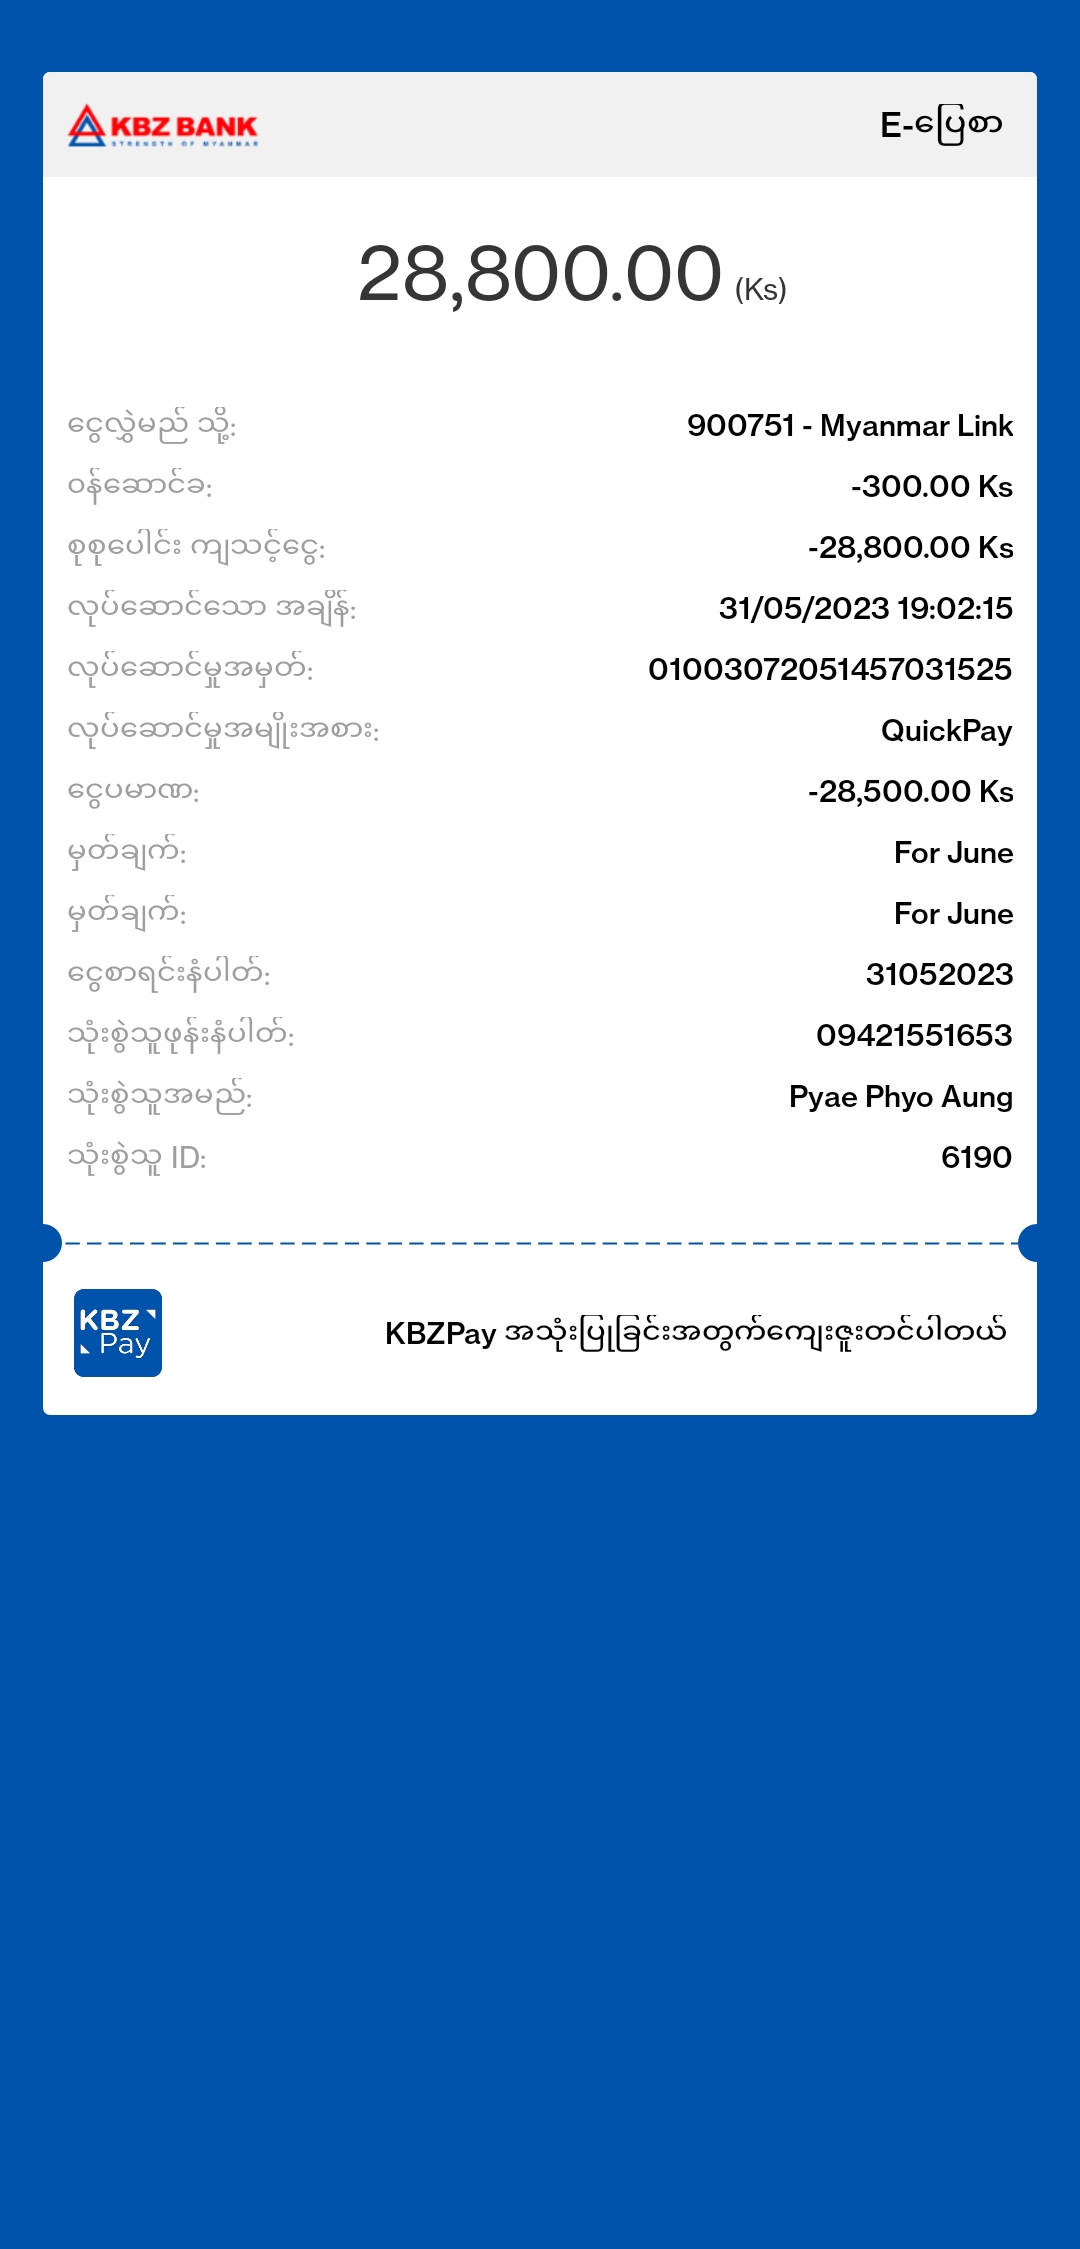 KBZ BANK
STRENGTH OF MYANMAR
E-ပြေစာ
28,800.00 (Ks)
ငွေလွှဲမည် သို့: 900751 - Myanmar Link
ဝန်ဆောင်ခ: -300.00 Ks
စုစုပေါင်း ကျသင့်ငွေ: -28,800.00 Ks
လုပ်ဆောင်သော အချိန်: 31/05/2023 19:02:15
လုပ်ဆောင်မှုအမှတ်: 01003072051457031525
လုပ်ဆောင်မှုအမျိုးအစား: QuickPay
ငွေပမာဏ: -28,500.00 Ks
မှတ်ချက်: For June
မှတ်ချက်: For June
ငွေစာရင်းနံပါတ်: 31052023
သုံးစွဲသူဖုန်းနံပါတ်: 09421551653
သုံးစွဲသူအမည်: Pyae Phyo Aung
သုံးစွဲသူ ID: 6190
KBZ Pay
KBZPay အသုံးပြုခြင်းအတွက်ကျေးဇူးတင်ပါတယ်